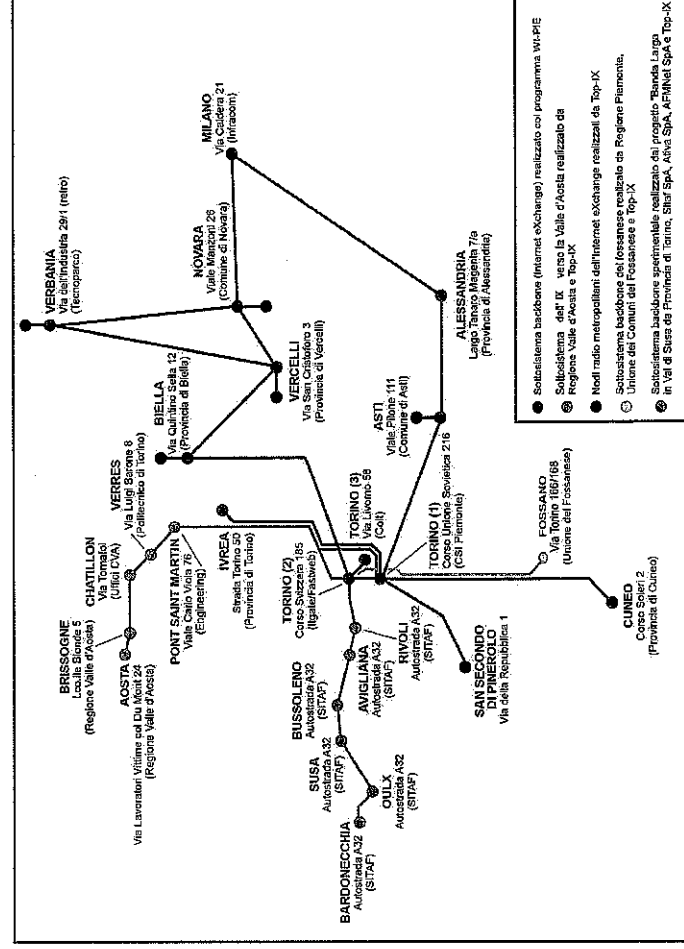 VERBANIA
Via dell'Industria 29/1 (retro)
(Tecnoparco)
MILANO
Via Caldera 21
(Infracom)
NOVARA
Viale Manzoni 26
(Comune di Novara)
BIELLA
Via Quintino Sella 12
(Provincia di Biella)
VERCELLI
Via San Cristoforo 3
(Provincia di Vercelli)
VERRES
Via Luigi Barone 8
(Politecnico di Torino)
CHATILLON
Via Tornafol
(Uffici CVA)
BRISSOGNE
Località Blonde 5
(Regione Valle d'Aosta)
AOSTA
Via Lavoratori Vittime col Du Mont 24
(Regione Valle d'Aosta)
PONT SAINT MARTIN
Viale Carlo Viola 76
(Engineering)
IVREA
Strada Torino 50
(Provincia di Torino)
TORINO (2)
Corso Svizzera 185
(Itgate/Fastweb)
TORINO (3)
Via Livorno 58
(Colt)
TORINO (1)
Corso Unione Sovietica 216
(CSI Piemonte)
ASTI
Viale Pilone 111
(Comune di Asti)
ALESSANDRIA
Largo Tanaro Magenta 7/a
(Provincia di Alessandria)
BUSSOLENO
Autostrada A32
(SITAF)
SUSA
Autostrada A32
(SITAF)
BARDONECCHIA
Autostrada A32
(SITAF)
OULX
Autostrada A32
(SITAF)
AVIGLIANA
Autostrada A32
(SITAF)
RIVOLI
Autostrada A32
(SITAF)
SAN SECONDO
DI PINEROLO
Via della Repubblica 1
FOSSANO
Via Torino 166/168
(Unione del Fossanese)
CUNEO
Corso Soleri 2
(Provincia di Cuneo)
Sottosistema backbone (Internet eXchange) realizzato col programma WI-PIE
Sottosistema dell' IX verso la Valle d'Aosta realizzato da
Regione Valle d'Aosta e Top-IX
Nodi radio metropolitani dell'Internet eXchange realizzati da Top-IX
Sottosistema backbone del fossanese realizato da Regione Piemonte,
Unione dei Comuni del Fossanese e Top-IX
Sottosistema backbone sperimentale realizzato dal progetto "Banda Larga
in Val di Susa da Provincia di Torino, Sitaf SpA, Ativa SpA, AEMNet SpA e Top-IX